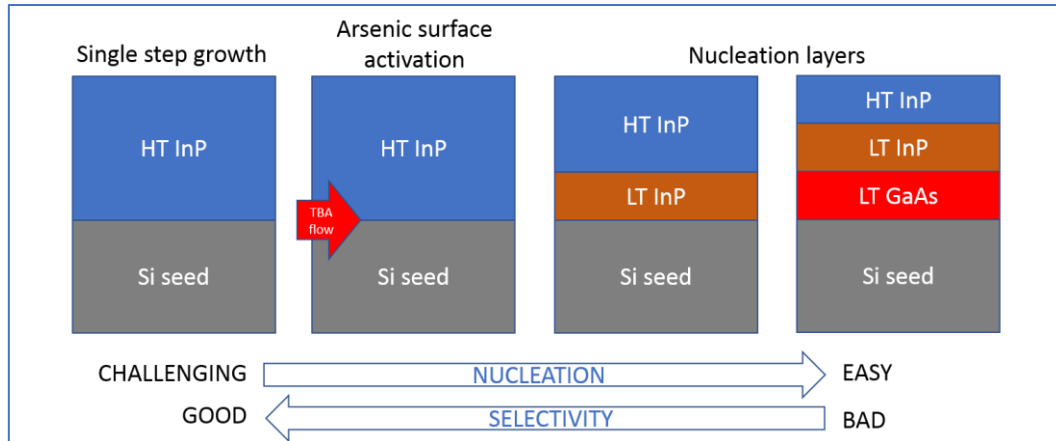 Single step growth
Arsenic surface
activation
Nucleation layers
HT InP
Si seed
HT InP
TBA
flow
Si seed
HT InP
LT InP
Si seed
HT InP
LT InP
LT GaAs
Si seed
CHALLENGING
NUCLEATION
EASY
GOOD
SELECTIVITY
BAD